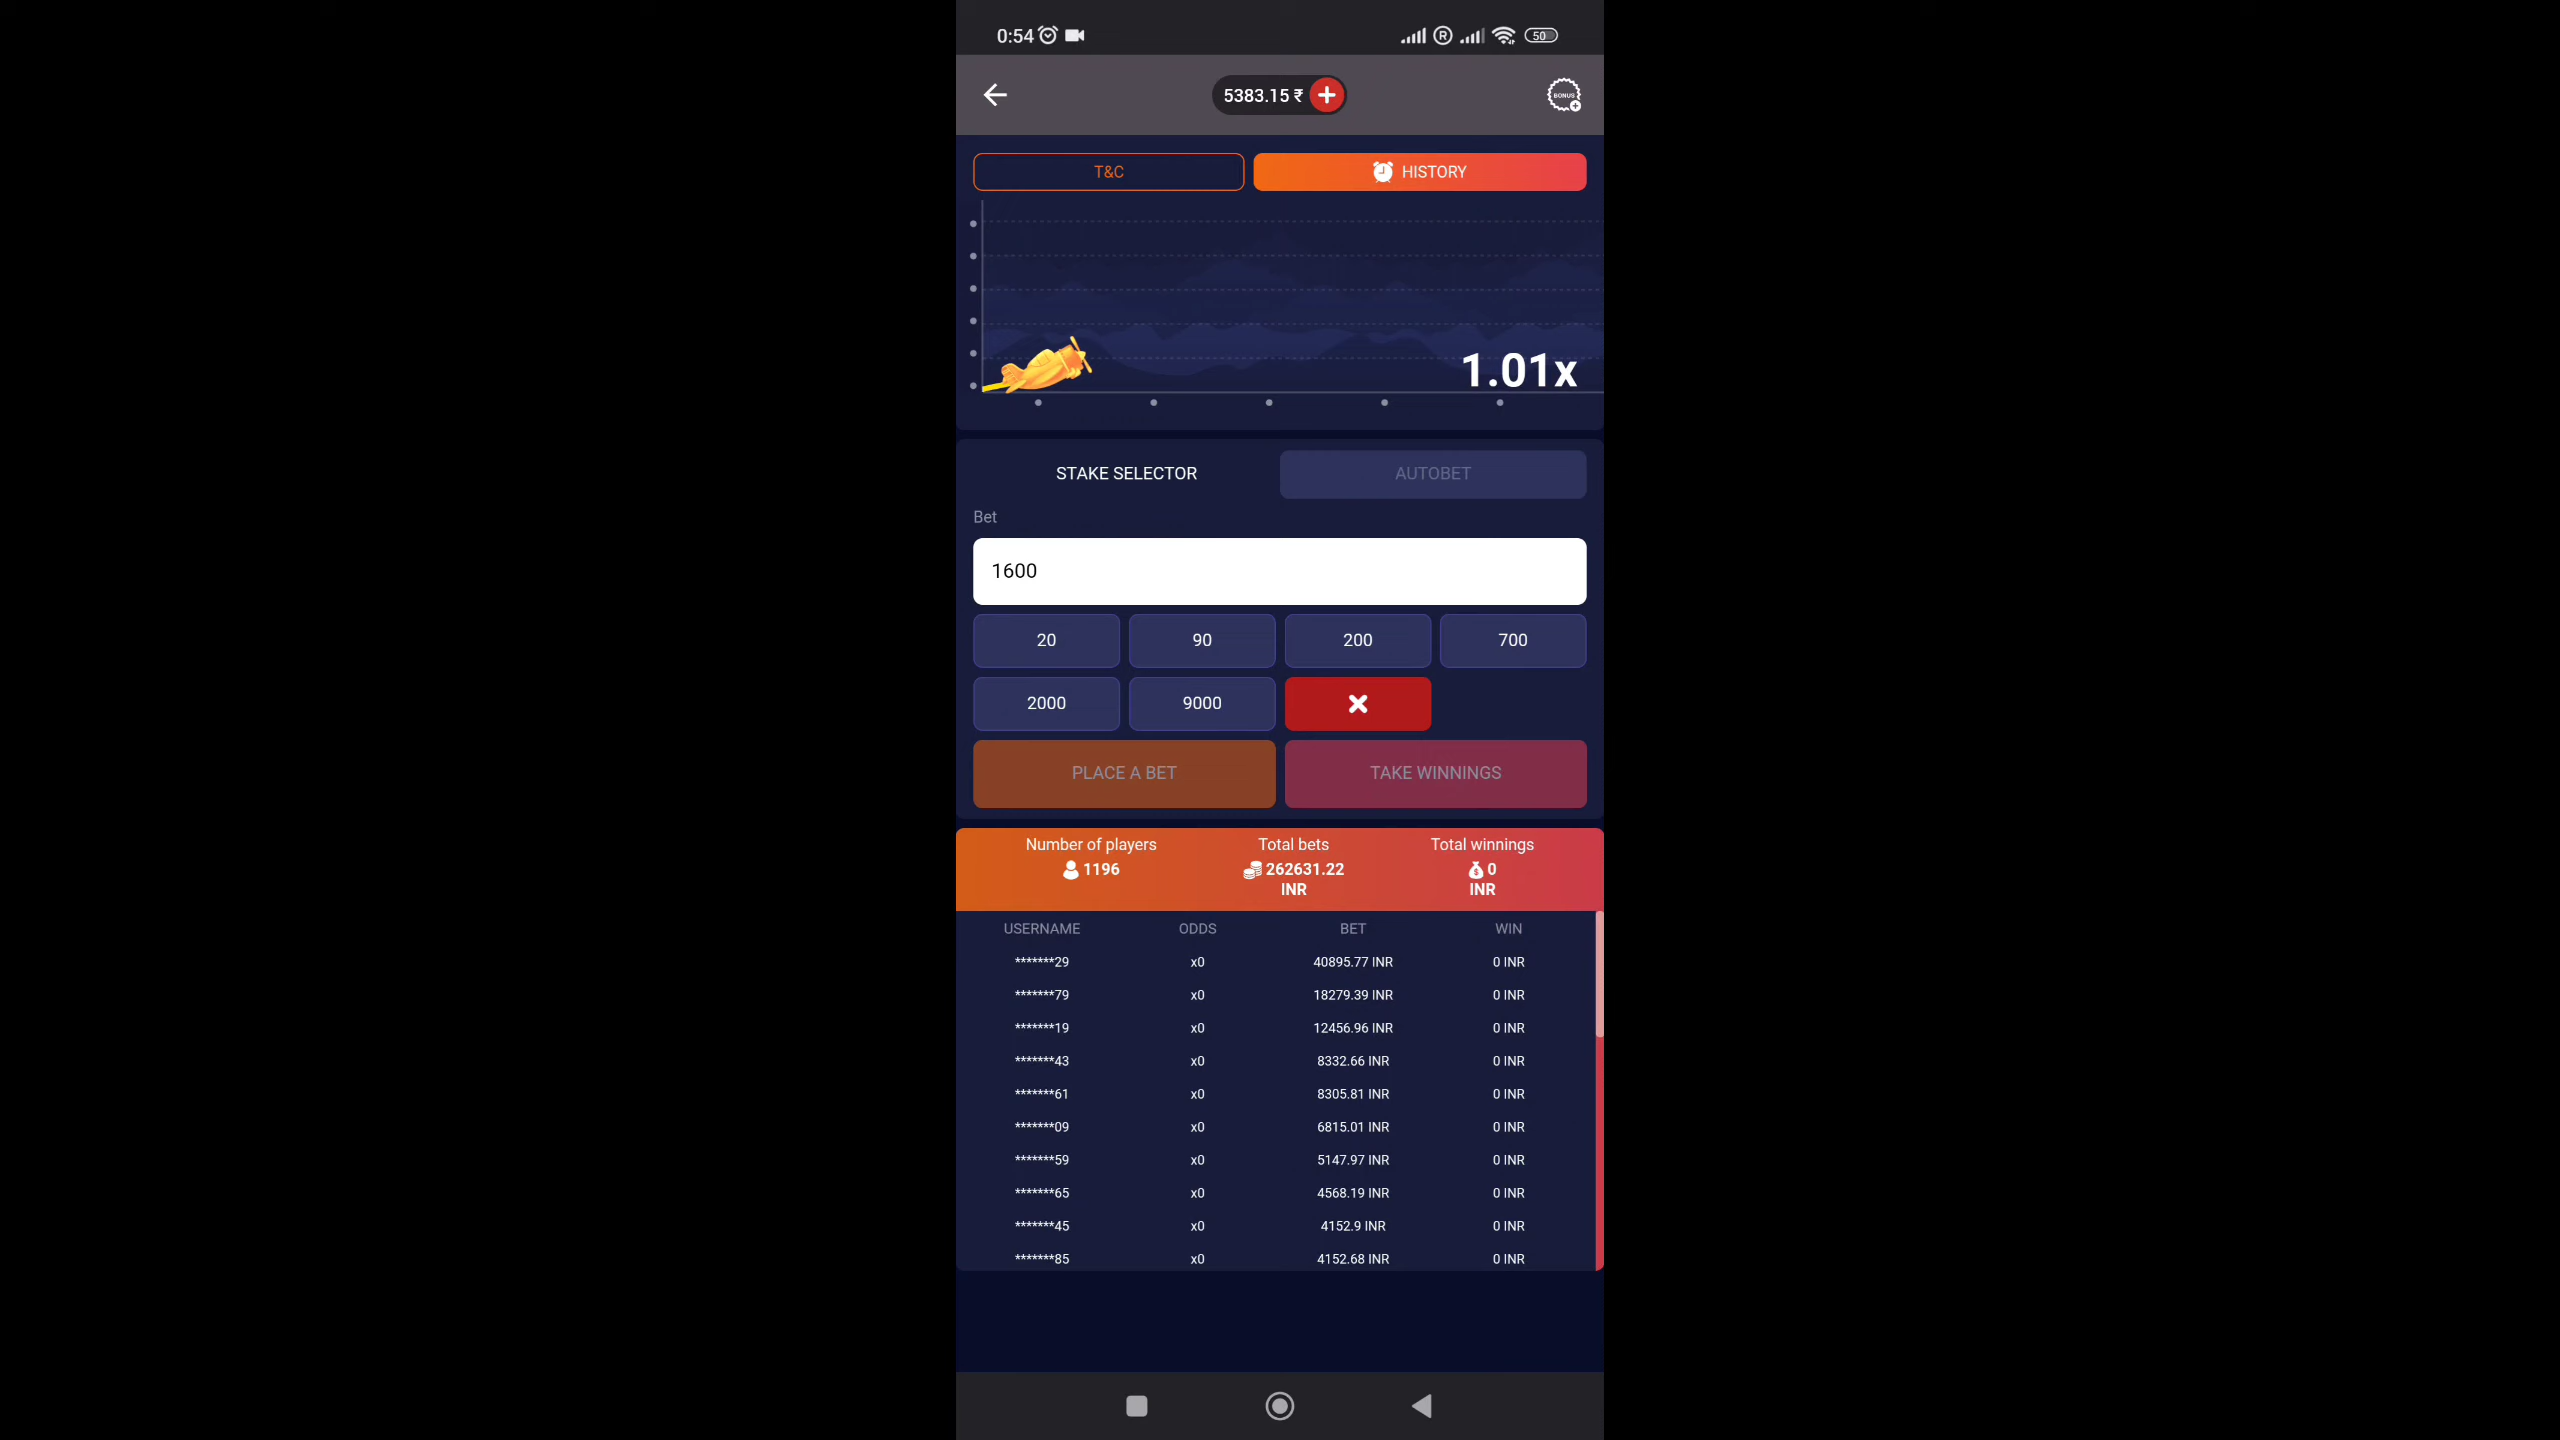 0:54
R
50
5383.15 ₹
BONUS
T&C
HISTORY
1.01x
STAKE SELECTOR
AUTOBET
Bet
1600
20 90 200 700
2000 9000
PLACE A BET
TAKE WINNINGS
Number of players Total bets Total winnings
1196 262631.22 0
INR INR
USERNAME ODDS BET WIN
*******29 x0 40895.77 INR 0 INR
*******79 x0 18279.39 INR 0 INR
*******19 x0 12456.96 INR 0 INR
*******43 x0 8332.66 INR 0 INR
*******61 x0 8305.81 INR 0 INR
*******09 x0 6815.01 INR 0 INR
*******59 x0 5147.97 INR 0 INR
*******65 x0 4568.19 INR 0 INR
*******45 x0 4152.9 INR 0 INR
*******85 x0 4152.68 INR 0 INR